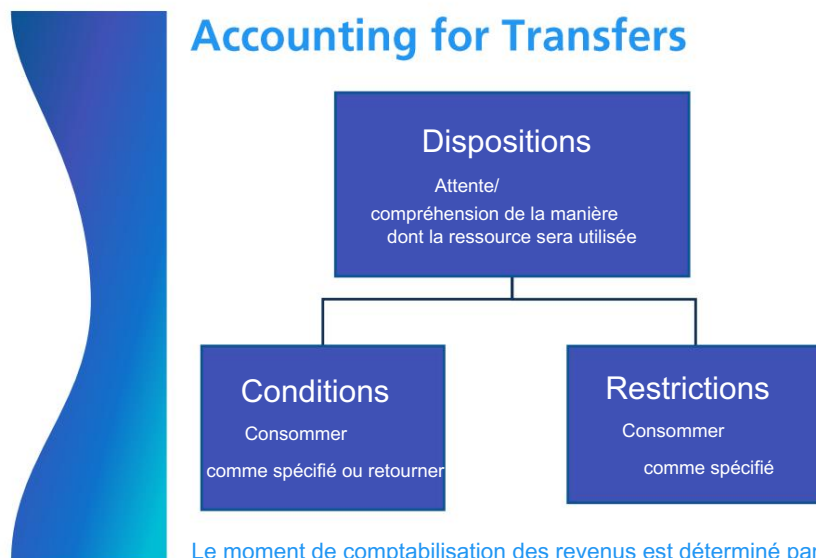 Accounting for Transfers
Dispositions
Attente/
compréhension de la manière
dont la ressource sera utilisée
Conditions
Consommer
comme spécifié ou retourner
Restrictions
Consommer
comme spécifié
Le moment de comptabilisation des revenus est déterminé par